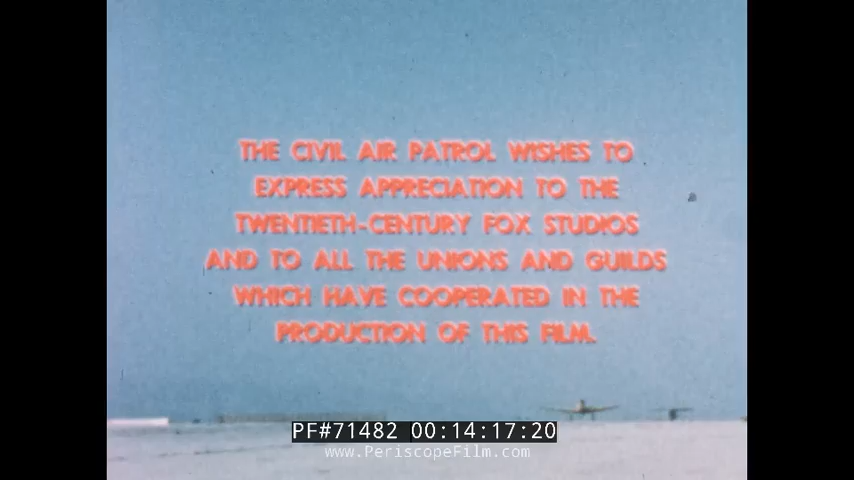 THE CIVIL AIR PATROL WISHES TO
EXPRESS APPRECIATION TO THE
TWENTIETH-CENTURY FOX STUDIOS
AND TO ALL THE UNIONS AND GUILDS
WHICH HAVE COOPERATED IN THE
PRODUCTION OF THIS FILM.
PF#71482 00:14:17:20
www.PeriscopeFilm.com